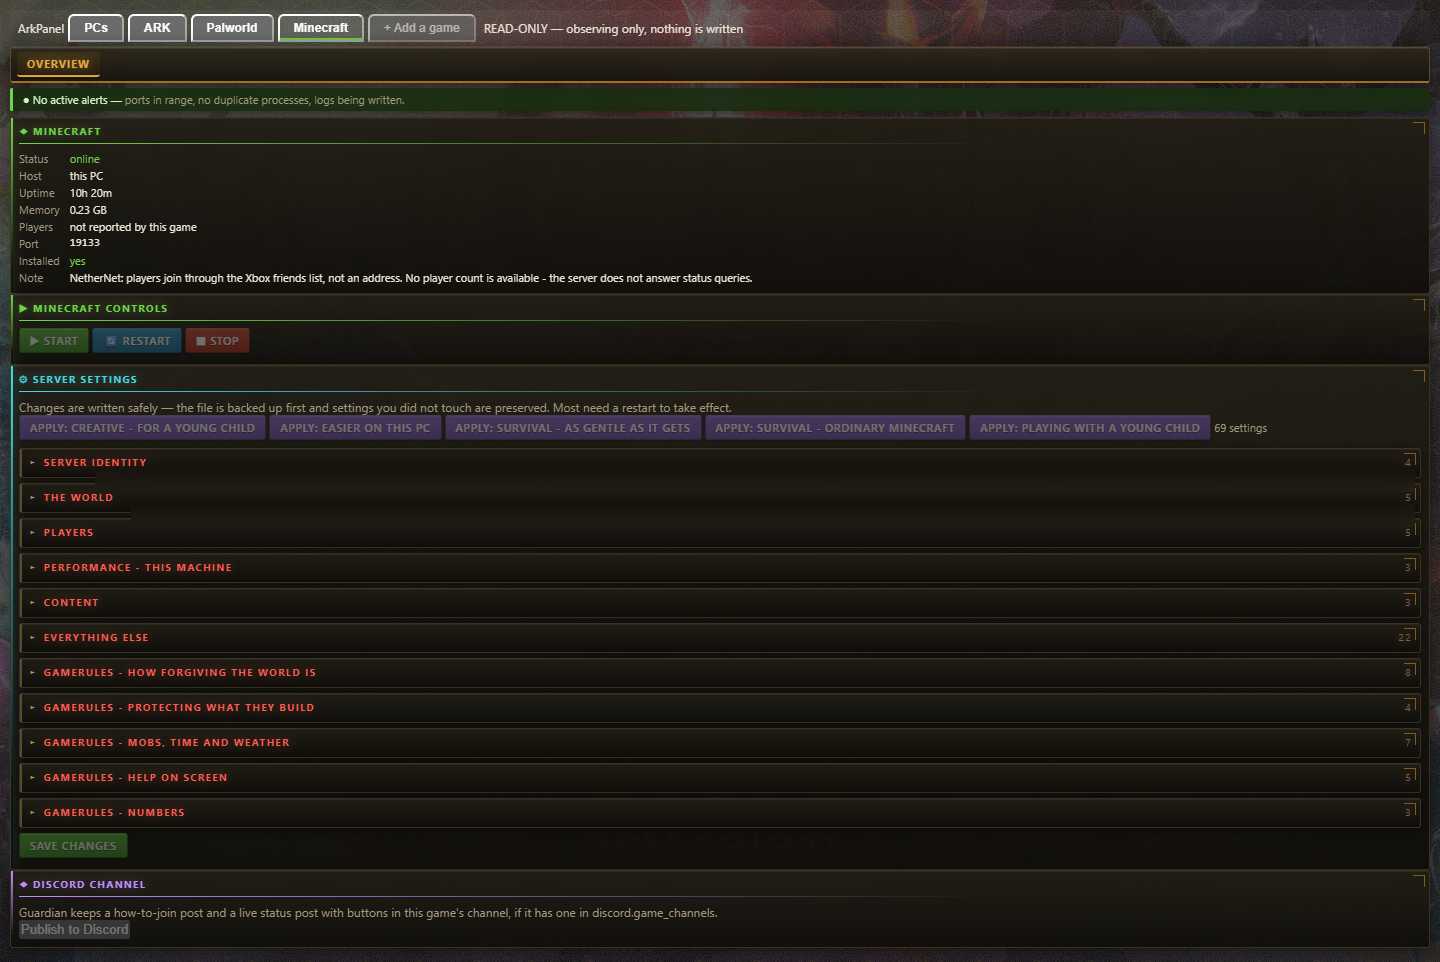 ArkPanel PCs ARK Palworld Minecraft + Add a game READ-ONLY — observing only, nothing is written
OVERVIEW
● No active alerts — ports in range, no duplicate processes, logs being written.
◆ MINECRAFT
Status online
Host this PC
Uptime 10h 20m
Memory 0.23 GB
Players not reported by this game
Port 19133
Installed yes
Note NetherNet: players join through the Xbox friends list, not an address. No player count is available - the server does not answer status queries.
▶ MINECRAFT CONTROLS
▶ START RESTART ■ STOP
⚙ SERVER SETTINGS
Changes are written safely — the file is backed up first and settings you did not touch are preserved. Most need a restart to take effect.
APPLY: CREATIVE - FOR A YOUNG CHILD APPLY: EASIER ON THIS PC APPLY: SURVIVAL - AS GENTLE AS IT GETS APPLY: SURVIVAL - ORDINARY MINECRAFT APPLY: PLAYING WITH A YOUNG CHILD 69 settings
► SERVER IDENTITY 4
► THE WORLD 5
► PLAYERS 5
► PERFORMANCE - THIS MACHINE 3
► CONTENT 3
► EVERYTHING ELSE 22
► GAMERULES - HOW FORGIVING THE WORLD IS 8
► GAMERULES - PROTECTING WHAT THEY BUILD 4
► GAMERULES - MOBS, TIME AND WEATHER 7
► GAMERULES - HELP ON SCREEN 5
► GAMERULES - NUMBERS 3
SAVE CHANGES
◆ DISCORD CHANNEL
Guardian keeps a how-to-join post and a live status post with buttons in this game's channel, if it has one in discord.game_channels.
Publish to Discord